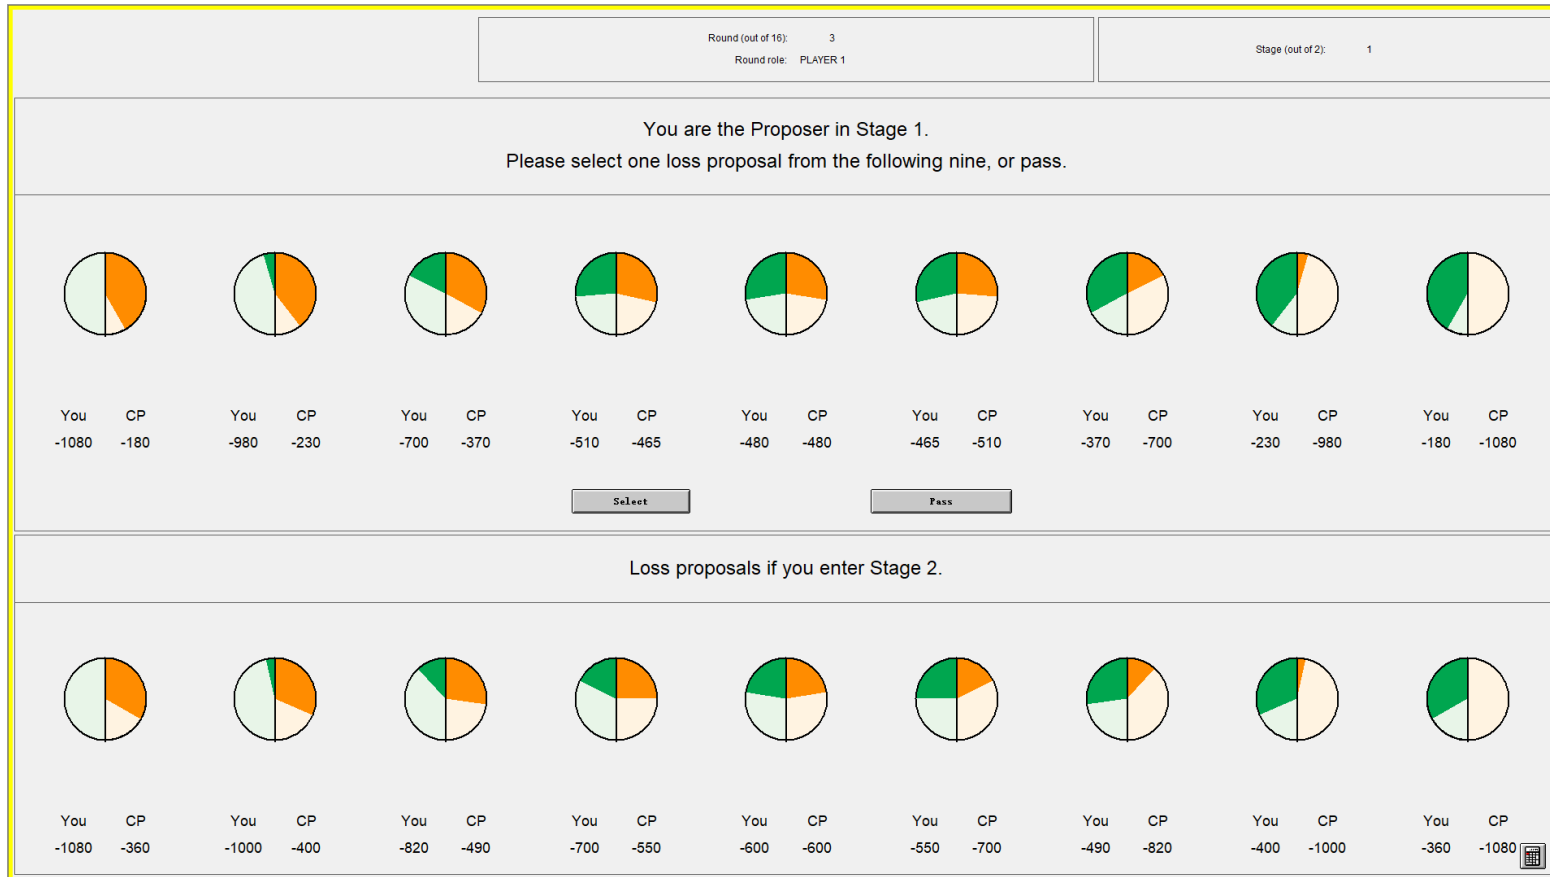 Round (out of 16): 3
Round role: PLAYER 1
Stage (out of 2): 1
You are the Proposer in Stage 1.
Please select one loss proposal from the following nine, or pass.
You CP You CP You CP You CP You CP You CP You CP You CP You CP
-1080 -180 -980 -230 -700 -370 -510 -465 -480 -480 -465 -510 -370 -700 -230 -980 -180 -1080
Select Pass
Loss proposals if you enter Stage 2.
You CP You CP You CP You CP You CP You CP You CP You CP You CP
-1080 -360 -1000 -400 -820 -490 -700 -550 -600 -600 -550 -700 -490 -820 -400 -1000 -360 -1080